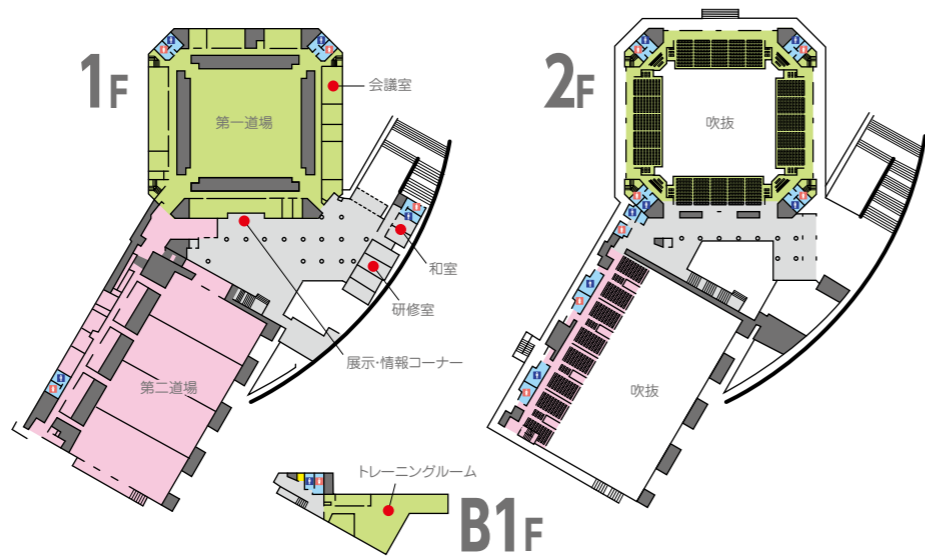 1F
会議室
第一道場
和室
研修室
展示・情報コーナー
第二道場
2F
吹抜
吹抜
トレーニングルーム
B1F